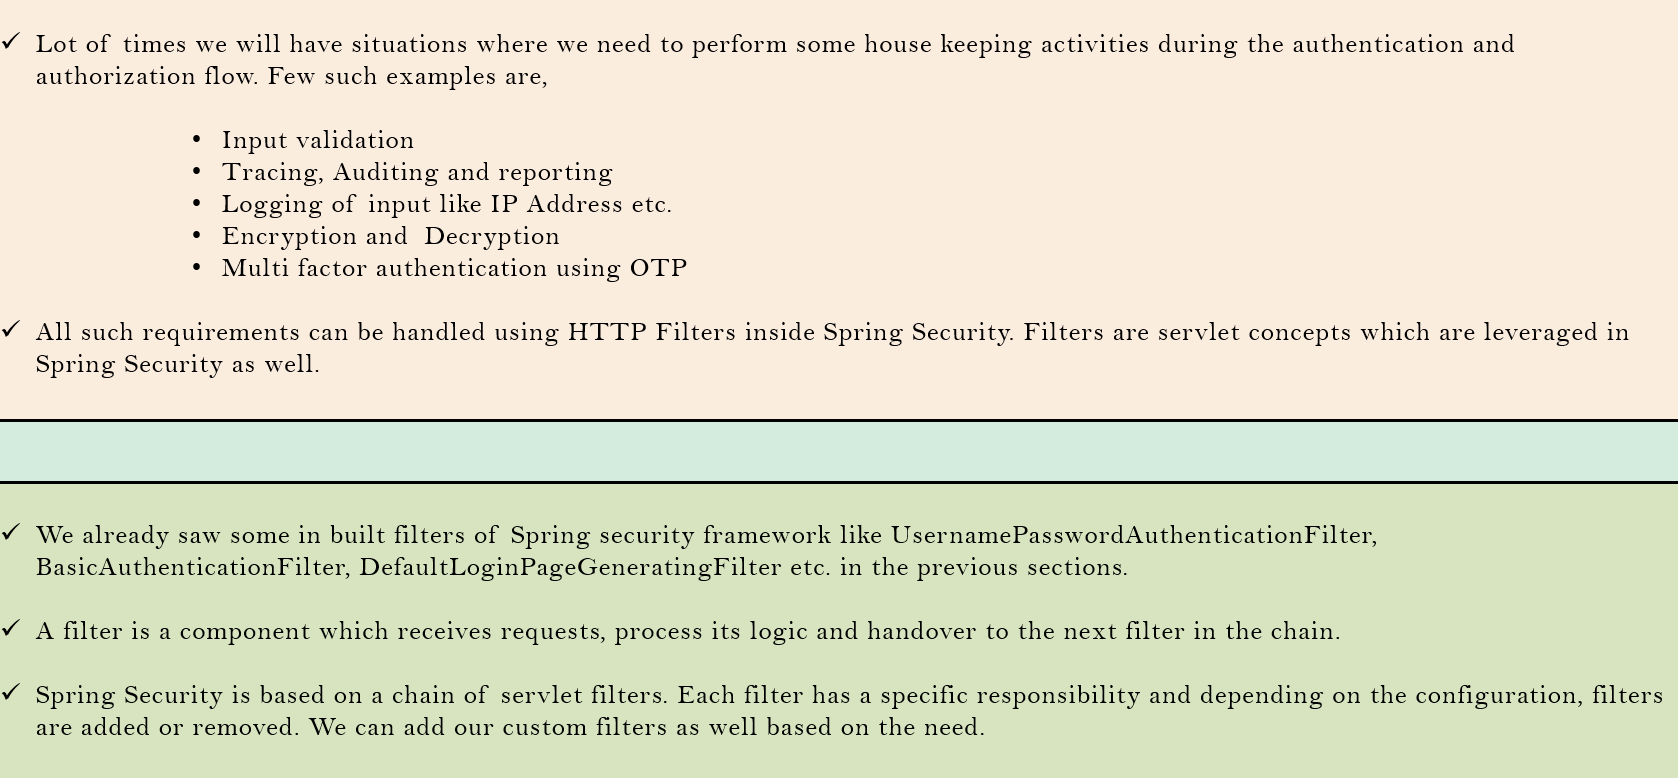 ✓ Lot of times we will have situations where we need to perform some house keeping activities during the authentication and
authorization flow. Few such examples are,
• Input validation
• Tracing, Auditing and reporting
• Logging of input like IP Address etc.
• Encryption and Decryption
• Multi factor authentication using OTP
✓ All such requirements can be handled using HTTP Filters inside Spring Security. Filters are servlet concepts which are leveraged in
Spring Security as well.
✓ We already saw some in built filters of Spring security framework like UsernamePasswordAuthenticationFilter,
BasicAuthenticationFilter, DefaultLoginPageGeneratingFilter etc. in the previous sections.
✓ A filter is a component which receives requests, process its logic and handover to the next filter in the chain.
✓ Spring Security is based on a chain of servlet filters. Each filter has a specific responsibility and depending on the configuration, filters
are added or removed. We can add our custom filters as well based on the need.